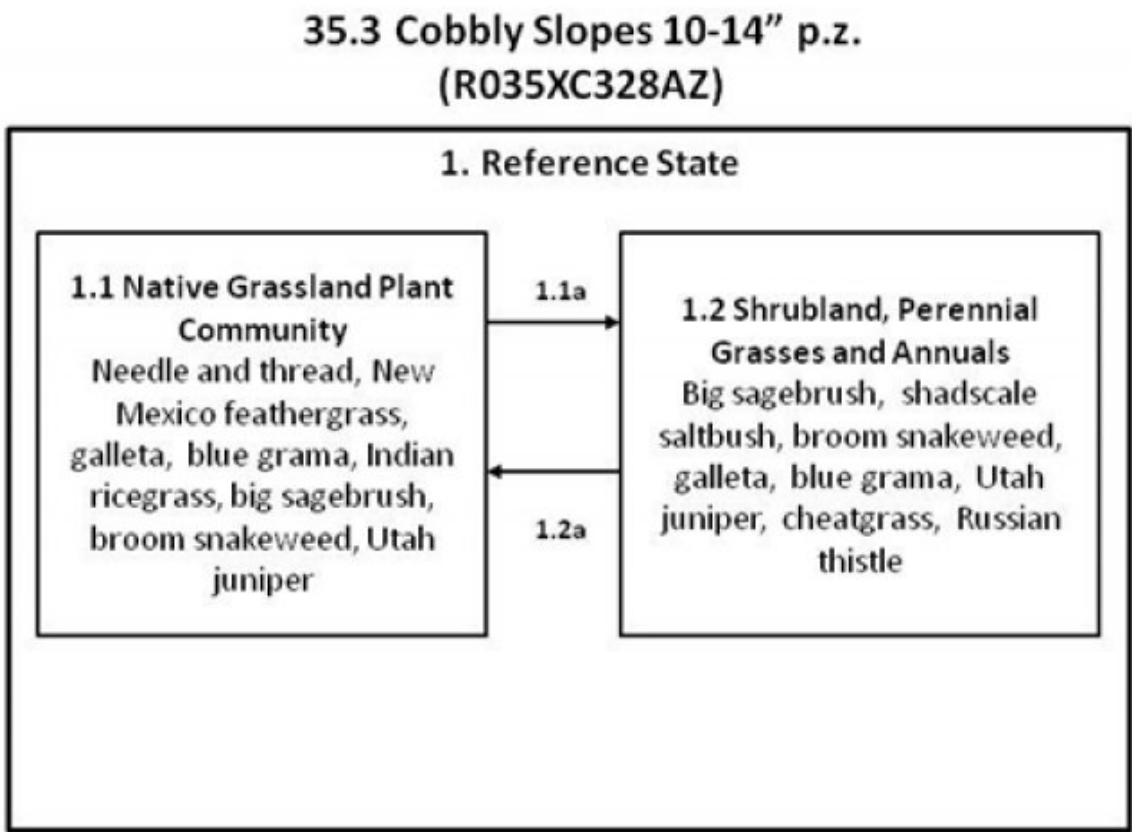 35.3 Cobbly Slopes 10-14” p.z.
(R035XC328AZ)
1. Reference State
1.1 Native Grassland Plant
Community
Needle and thread, New
Mexico feathergrass,
galleta, blue grama, Indian
ricegrass, big sagebrush,
broom snakeweed, Utah
juniper
1.1a
1.2a
1.2 Shrubland, Perennial
Grasses and Annuals
Big sagebrush, shadscale
saltbush, broom snakeweed,
galleta, blue grama, Utah
juniper, cheatgrass, Russian
thistle